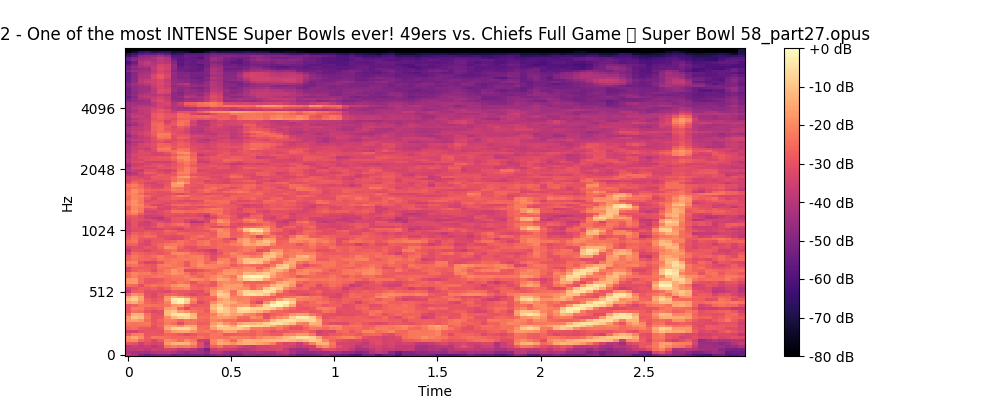 2 - One of the most INTENSE Super Bowls ever! 49ers vs. Chiefs Full Game ▯ Super Bowl 58_part27.opus
+0 dB
4096
-10 dB
-20 dB
2048
-30 dB
Hz
1024
-40 dB
-50 dB
512
-60 dB
-70 dB
0
-80 dB
0 0.5 1 1.5 2 2.5
Time